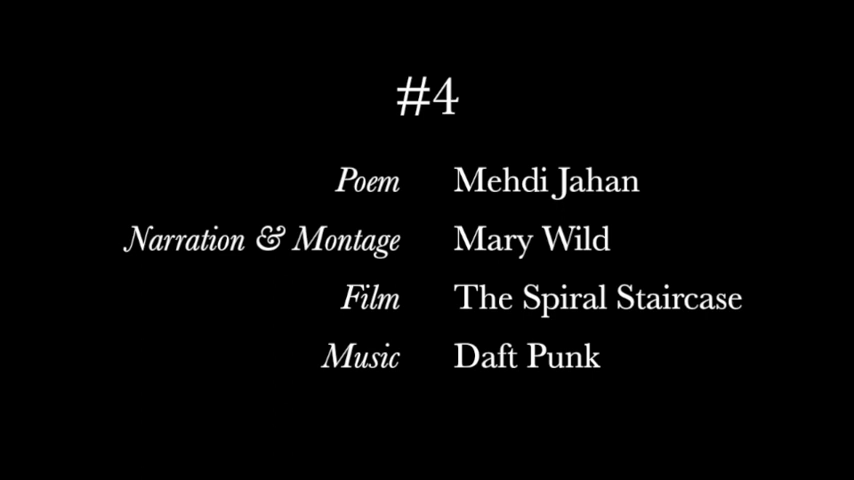 #4
Poem Mehdi Jahan
Narration & Montage Mary Wild
Film The Spiral Staircase
Music Daft Punk